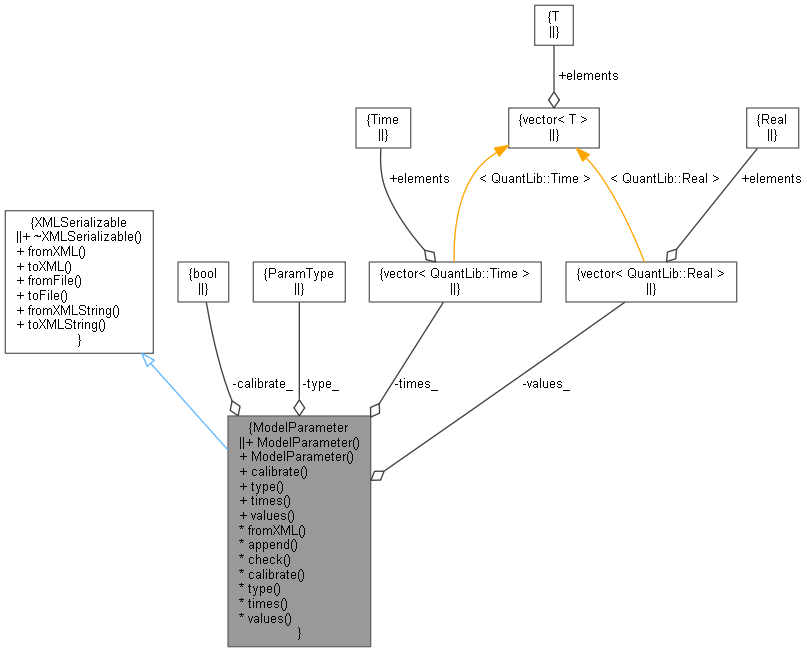 {T
||}
+elements
{Time
||}
{vector< T >
||}
{Real
||}
+elements
< QuantLib::Time >
< QuantLib::Real >
+elements
{XMLSerializable
||+ ~XMLSerializable()
+ fromXML()
+ toXML()
+ fromFile()
+ toFile()
+ fromXMLString()
+ toXMLString()
}
{bool
||}
{ParamType
||}
{vector< QuantLib::Time >
||}
{vector< QuantLib::Real >
||}
-calibrate_
-type_
-times_
-values_
{ModelParameter
||+ ModelParameter()
+ ModelParameter()
+ calibrate()
+ type()
+ times()
+ values()
* fromXML()
* append()
* check()
* calibrate()
* type()
* times()
* values()
}